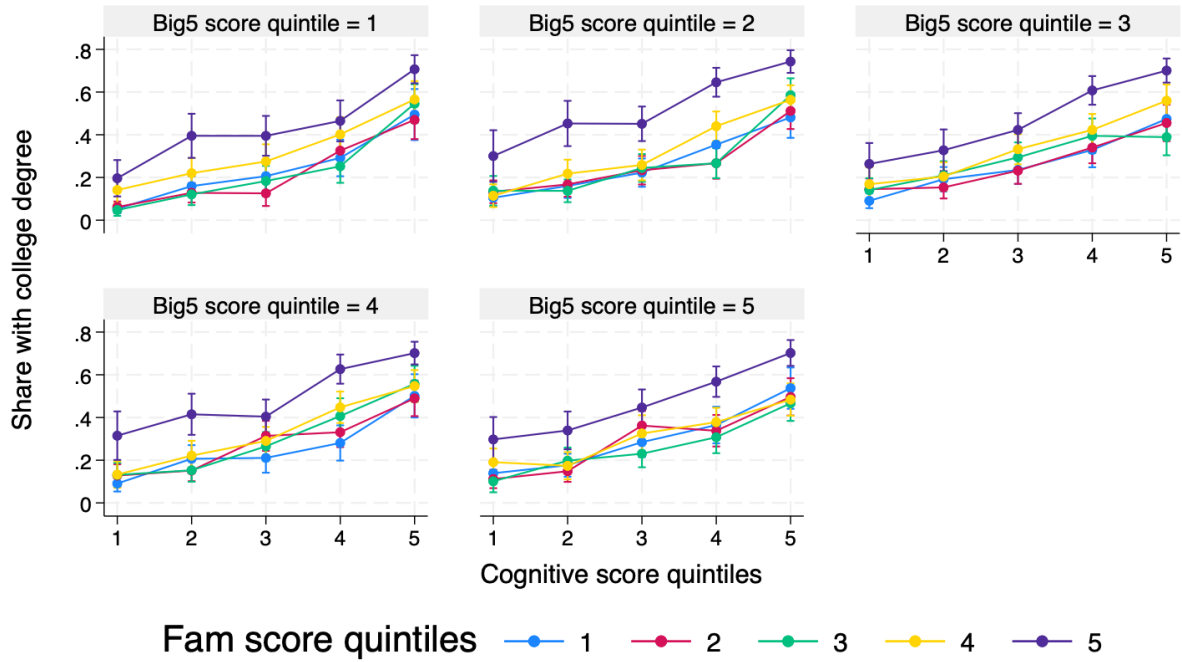 Big5 score quintile = 1
Big5 score quintile = 2
Big5 score quintile = 3
.8
.6
.4
.2
0
1 2 3 4 5
Share with college degree
Big5 score quintile = 4
Big5 score quintile = 5
.8
.6
.4
.2
0
1 2 3 4 5
1 2 3 4 5
Cognitive score quintiles
Fam score quintiles 1 2 3 4 5